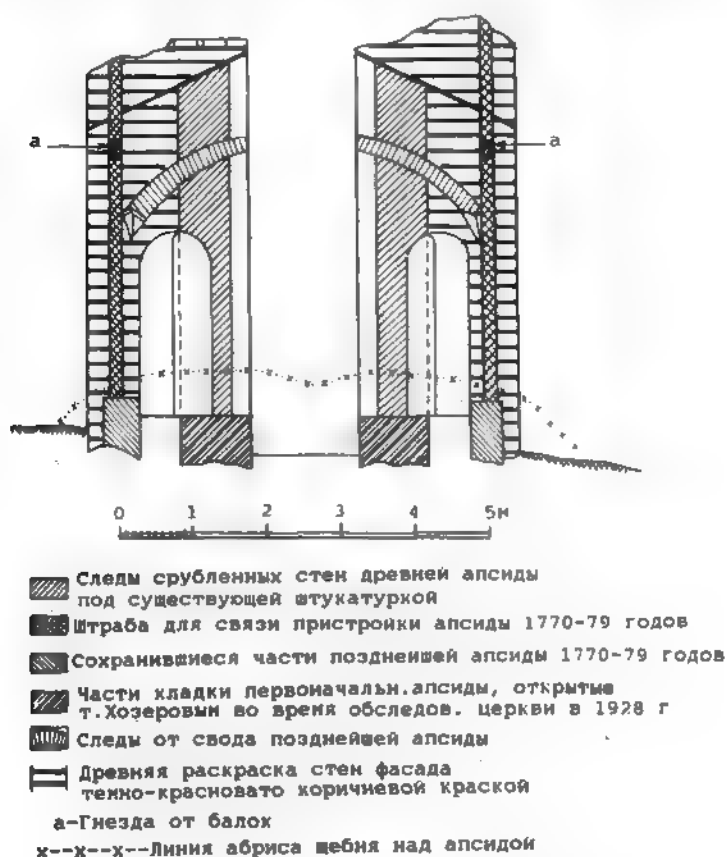 а а
0 1 2 3 4 5м
Следы срубленных стен древней апсиды
под существующей штукатуркой
Штраба для связи пристройки апсиды 1770-79 годов
Сохранившиеся части позднейшей апсиды 1770-79 годов
Части кладки первоначальн.апсиды, открытые
т.Хозеровым во время обследов. церкви в 1928 г
Следы от свода позднейшей апсиды
Древняя раскраска стен фасада
темно-красновато коричневой краской
а-Гнезда от балок
х--х--х--Линия абриса щебня над апсидой